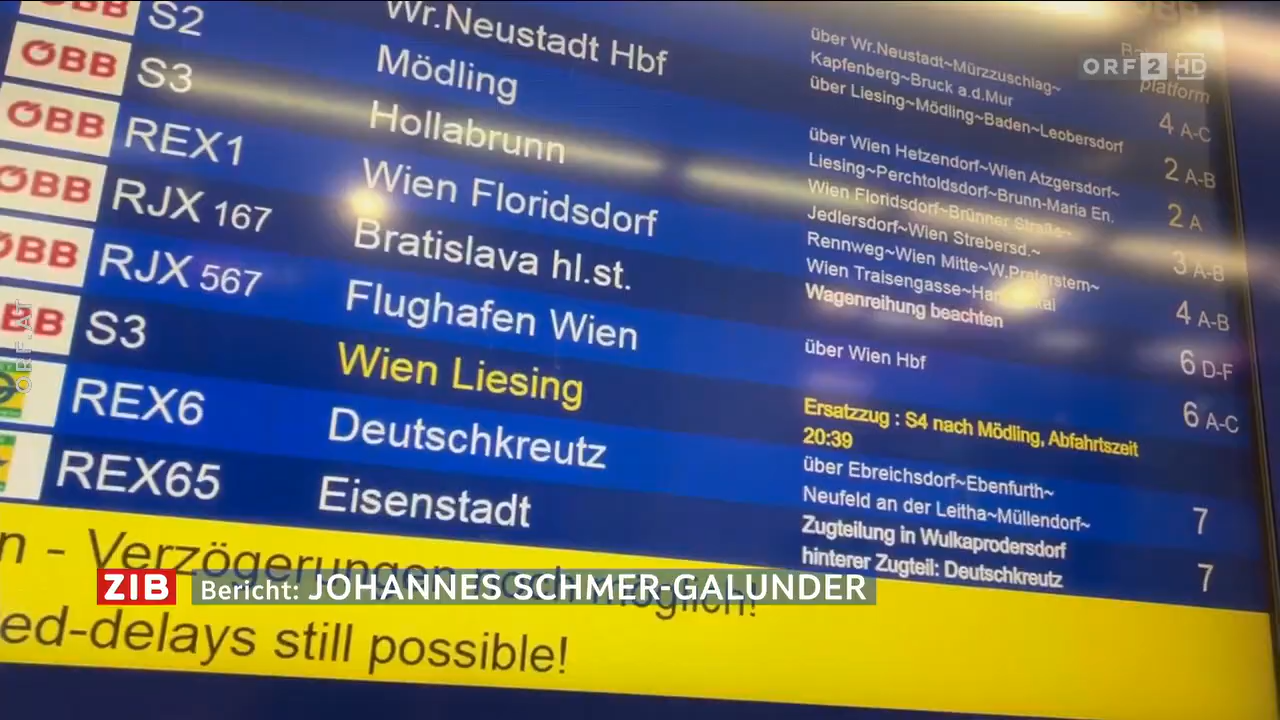 ÖBB S2 Wr.Neustadt Hbf über Wr.Neustadt~Mürzzuschlag~
Kapfenberg~Bruck a.d.Mur
platform
ORF 2 HD
ÖBB S3 Mödling über Liesing~Mödling~Baden~Leobersdorf 4 A-C
ÖBB REX1 Hollabrunn über Wien Hetzendorf~Wien Atzgersdorf~ 2 A-B
Liesing~Perchtoldsdorf~Brunn-Maria En.
ÖBB RJX 167 Wien Floridsdorf Wien Floridsdorf~Brünner Straße~ 2 A
Jedlersdorf~Wien Strebersd.~
ÖBB RJX 567 Bratislava hl.st. Rennweg~Wien Mitte~W.Praterstern~ 3 A-B
Wien Traisengasse~
Wagenreihung beachten 4 A-B
ÖBB S3 Flughafen Wien über Wien Hbf 6 D-F
REX6 Wien Liesing Ersatzzug : S4 nach Mödling, Abfahrtszeit 6 A-C
20:39
REX65 Deutschkreutz über Ebreichsdorf~Ebenfurth~
Neufeld an der Leitha~Müllendorf~ 7
Eisenstadt Zugteilung in Wulkaprodersdorf
hinterer Zugteil: Deutschkreutz 7
n - Verzögerungen noch möglich!
ed-delays still possible!
ZIB Bericht: JOHANNES SCHMER-GALUNDER
ORF.AT